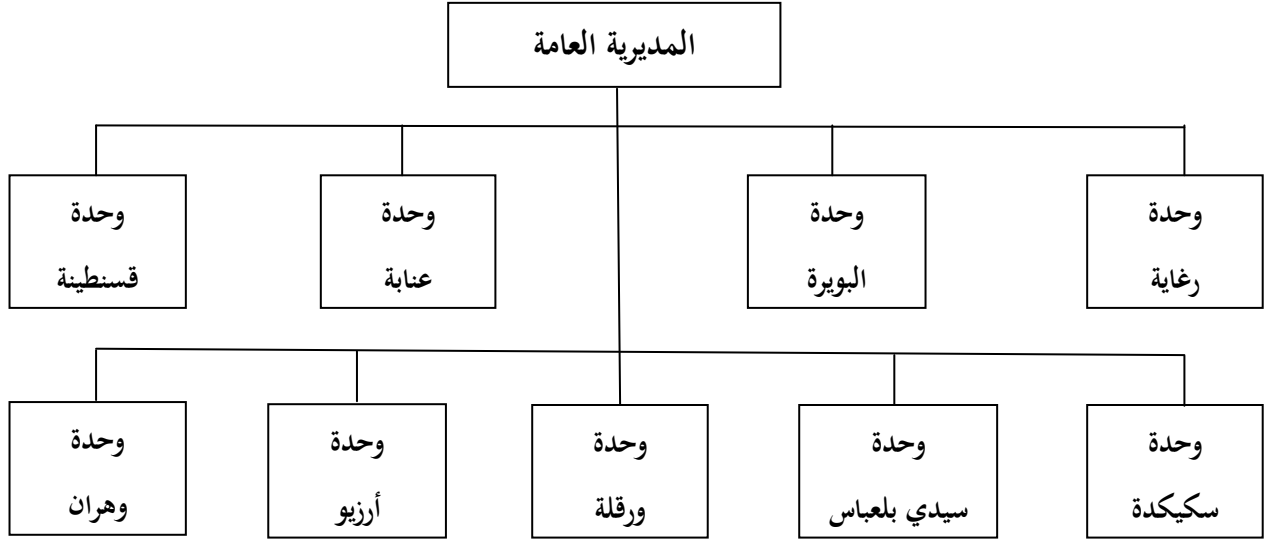 المديرية العامة
وحدة
رغاية
وحدة
البويرة
وحدة
عنابة
وحدة
قسنطينة
وحدة
سكيكدة
وحدة
سيدي بلعباس
وحدة
ورقلة
وحدة
أرزيو
وحدة
وهران